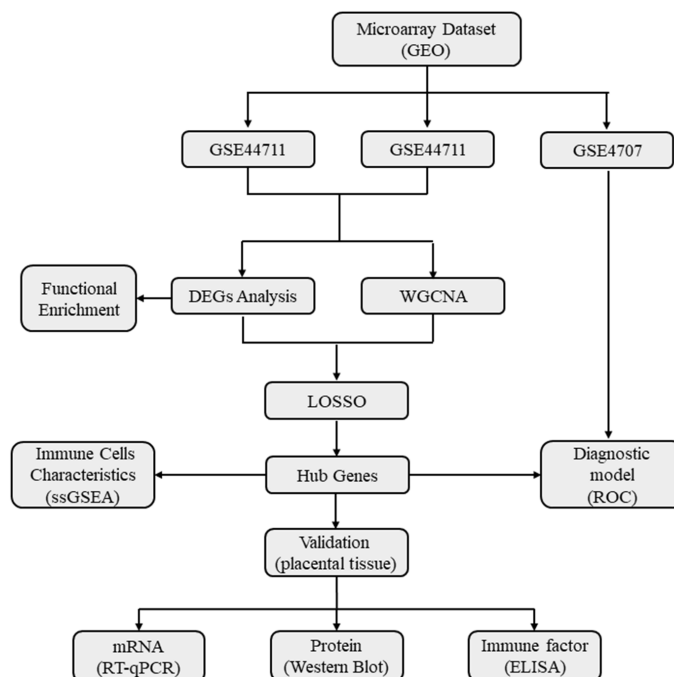 Microarray Dataset
(GEO)
GSE44711
GSE44711
GSE4707
Functional
Enrichment
DEGs Analysis
WGCNA
LOSSO
Immune Cells
Characteristics
(ssGSEA)
Hub Genes
Diagnostic
model
(ROC)
Validation
(placental tissue)
mRNA
(RT-qPCR)
Protein
(Western Blot)
Immune factor
(ELISA)